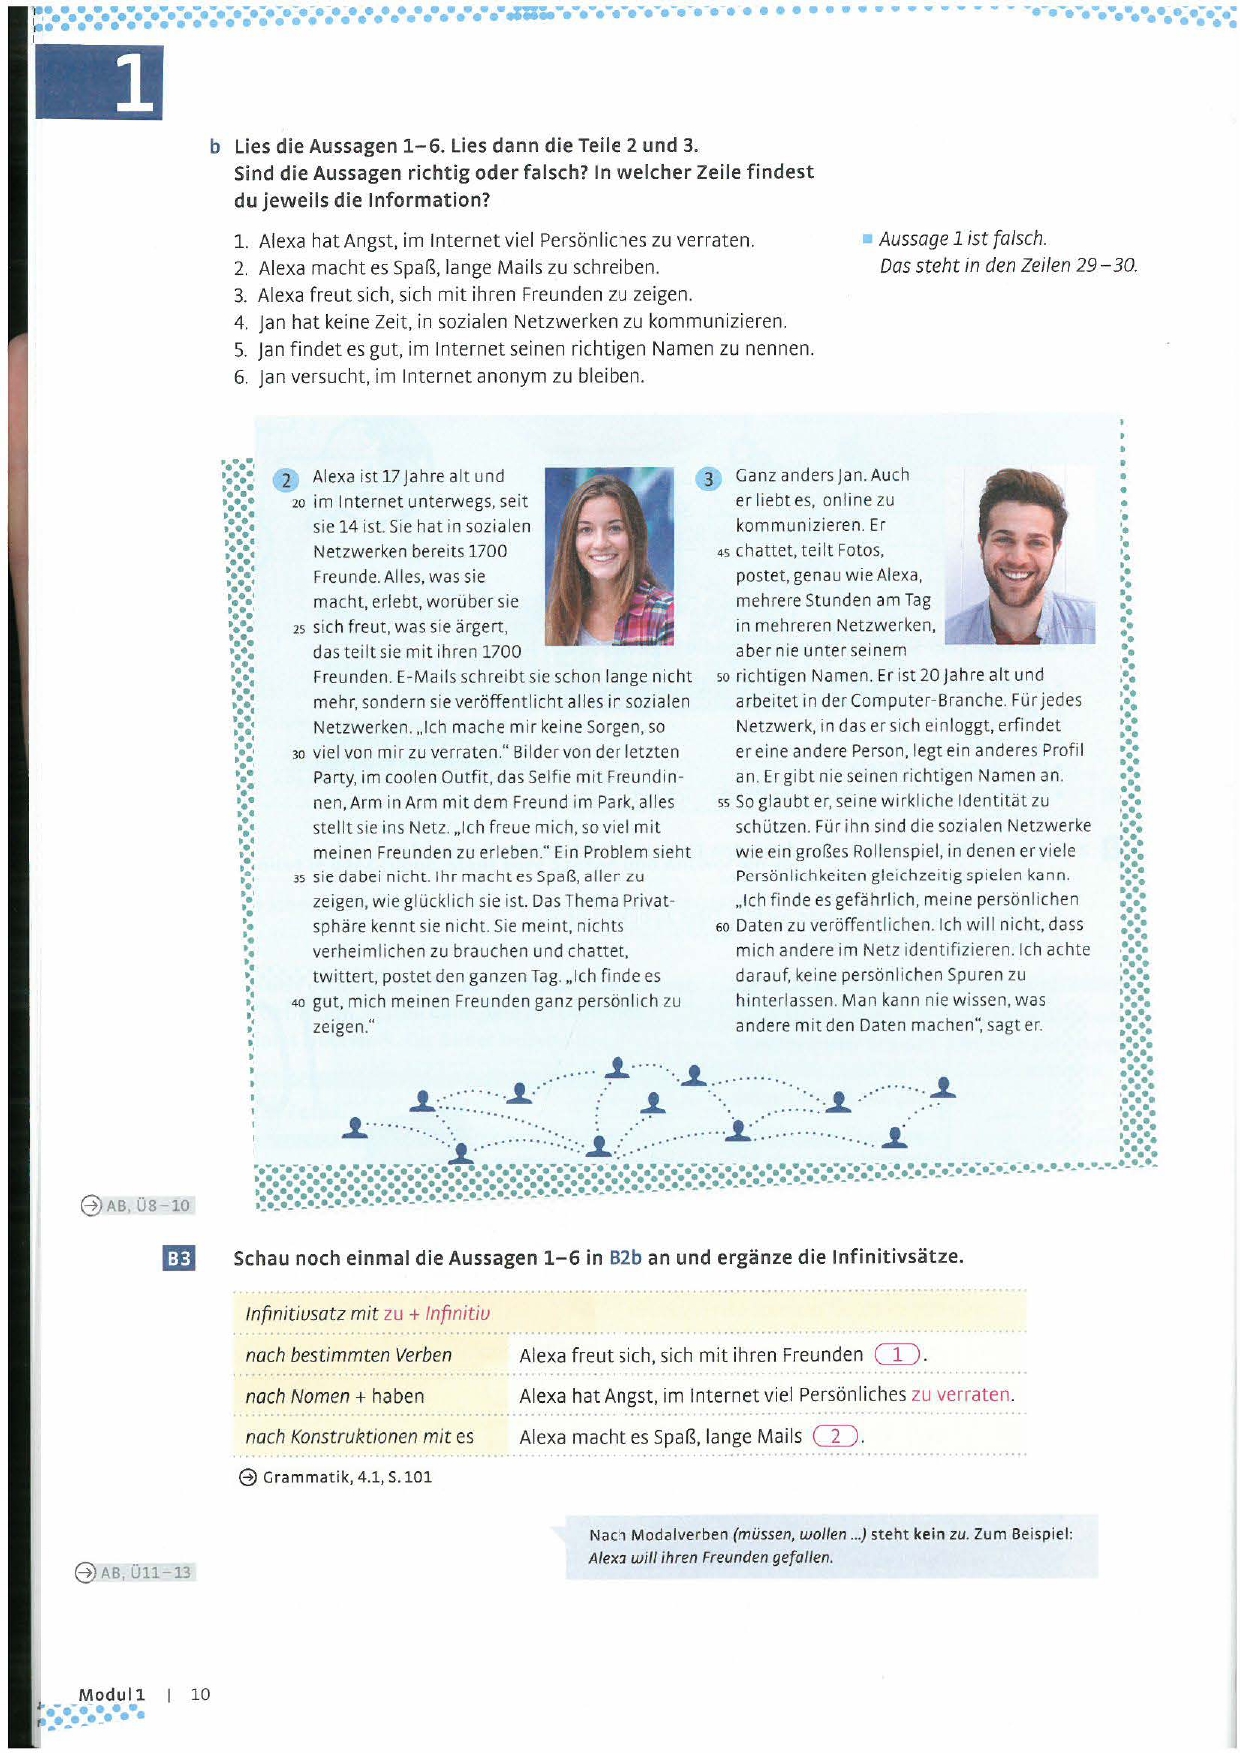 1
b Lies die Aussagen 1–6. Lies dann die Teile 2 und 3.
Sind die Aussagen richtig oder falsch? In welcher Zeile findest
du jeweils die Information?
1. Alexa hat Angst, im Internet viel Persönliches zu verraten.
2. Alexa macht es Spaß, lange Mails zu schreiben.
3. Alexa freut sich, sich mit ihren Freunden zu zeigen.
4. Jan hat keine Zeit, in sozialen Netzwerken zu kommunizieren.
5. Jan findet es gut, im Internet seinen richtigen Namen zu nennen.
6. Jan versucht, im Internet anonym zu bleiben.
Aussage 1 ist falsch.
Das steht in den Zeilen 29–30.
2 Alexa ist 17 Jahre alt und
20 im Internet unterwegs, seit
sie 14 ist. Sie hat in sozialen
Netzwerken bereits 1700
Freunde. Alles, was sie
macht, erlebt, worüber sie
25 sich freut, was sie ärgert,
das teilt sie mit ihren 1700
Freunden. E-Mails schreibt sie schon lange nicht
mehr, sondern sie veröffentlicht alles in sozialen
Netzwerken. „Ich mache mir keine Sorgen, so
30 viel von mir zu verraten.“ Bilder von der letzten
Party, im coolen Outfit, das Selfie mit Freundin-
nen, Arm in Arm mit dem Freund im Park, alles
stellt sie ins Netz. „Ich freue mich, so viel mit
meinen Freunden zu erleben.“ Ein Problem sieht
35 sie dabei nicht. Ihr macht es Spaß, allen zu
zeigen, wie glücklich sie ist. Das Thema Privat-
sphäre kennt sie nicht. Sie meint, nichts
verheimlichen zu brauchen und chattet,
twittert, postet den ganzen Tag. „Ich finde es
40 gut, mich meinen Freunden ganz persönlich zu
zeigen.“
3 Ganz anders Jan. Auch
er liebt es, online zu
kommunizieren. Er
45 chattet, teilt Fotos,
postet, genau wie Alexa,
mehrere Stunden am Tag
in mehreren Netzwerken,
aber nie unter seinem
50 richtigen Namen. Er ist 20 Jahre alt und
arbeitet in der Computer-Branche. Für jedes
Netzwerk, in das er sich einloggt, erfindet
er eine andere Person, legt ein anderes Profil
an. Er gibt nie seinen richtigen Namen an.
55 So glaubt er, seine wirkliche Identität zu
schützen. Für ihn sind die sozialen Netzwerke
wie ein großes Rollenspiel, in denen er viele
Persönlichkeiten gleichzeitig spielen kann.
„Ich finde es gefährlich, meine persönlichen
60 Daten zu veröffentlichen. Ich will nicht, dass
mich andere im Netz identifizieren. Ich achte
darauf, keine persönlichen Spuren zu
hinterlassen. Man kann nie wissen, was
andere mit den Daten machen“, sagt er.
AB, Ü8–10
B3 Schau noch einmal die Aussagen 1–6 in B2b an und ergänze die Infinitivsätze.
Infinitivsatz mit zu + Infinitiv
nach bestimmten Verben Alexa freut sich, sich mit ihren Freunden 1.
nach Nomen + haben Alexa hat Angst, im Internet viel Persönliches zu verraten.
nach Konstruktionen mit es Alexa macht es Spaß, lange Mails 2.
Grammatik, 4.1, S. 101
Nach Modalverben (müssen, wollen ...) steht kein zu. Zum Beispiel:
Alexa will ihren Freunden gefallen.
AB, Ü11–13
Modul 1 | 10